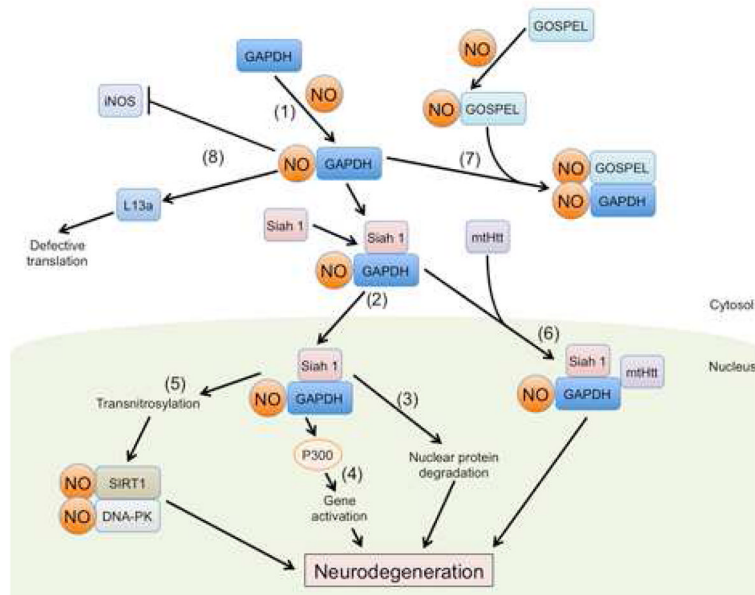 GOSPEL
NO
GAPDH
NO
NO
GOSPEL
iNOS
(1)
(8)
NO
GAPDH
(7)
NO
GOSPEL
NO
GAPDH
L13a
Siah 1
Siah 1
mtHtt
Defective
translation
NO
GAPDH
(2)
Cytosol
(6)
Siah 1
Nucleus
mtHtt
NO
GAPDH
Siah 1
(5)
NO
GAPDH
(3)
Transnitrosylation
P300
Nuclear protein
degradation
(4)
NO
SIRT1
Gene
activation
NO
DNA-PK
Neurodegeneration